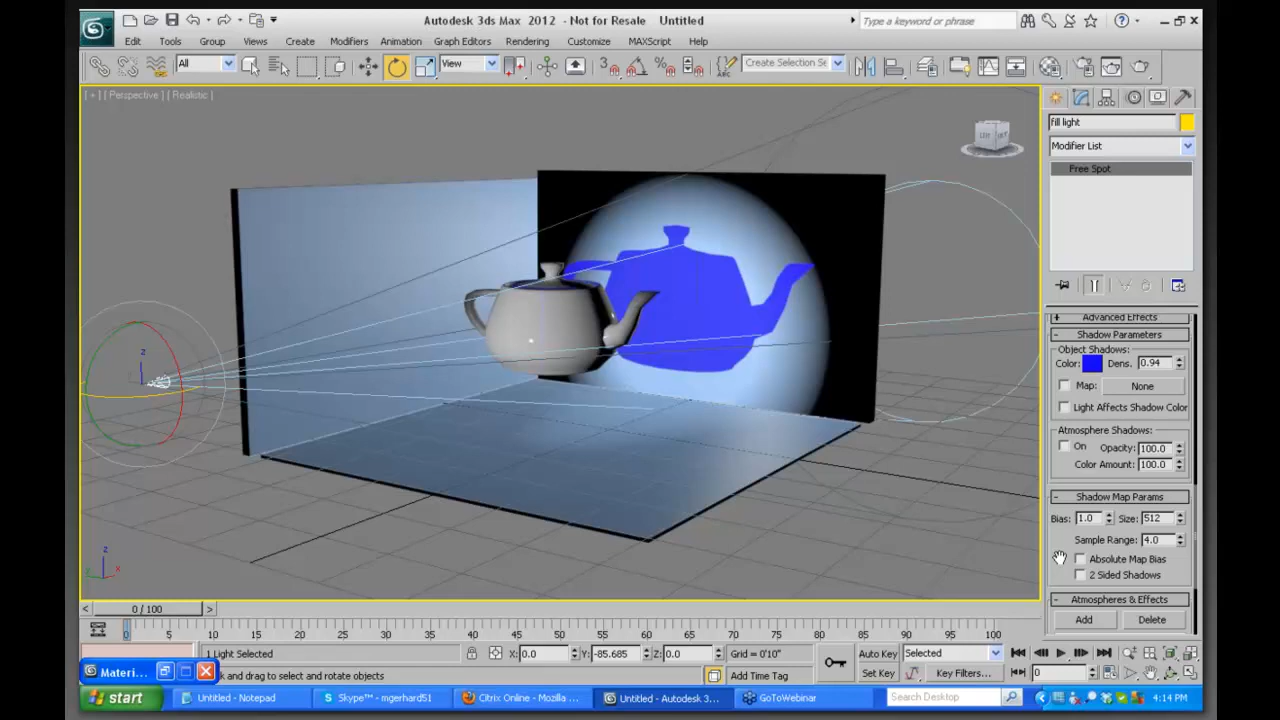 Autodesk 3ds Max 2012 - Not for Resale Untitled
Type a keyword or phrase
Edit Tools Group Views Create Modifiers Animation Graph Editors Rendering Customize MAXScript Help
All View 3 Create Selection Se
[ + ] [ Perspective ] [ Realistic ]
fill light
Modifier List
Free Spot
+ Advanced Effects
- Shadow Parameters
Object Shadows:
Color: Dens. 0.94
Map: None
Light Affects Shadow Color
Atmosphere Shadows:
On Opacity: 100.0
Color Amount: 100.0
- Shadow Map Params
Bias: 1.0 Size: 512
Sample Range: 4.0
Absolute Map Bias
2 Sided Shadows
- Atmospheres & Effects
Add Delete
z
z
x
< 0 / 100 >
0 5 10 15 20 25 30 35 40 45 50 55 60 65 70 75 80 85 90 95 100
1 Light Selected X: 0.0 Y: -85.685 Z: 0.0 Grid = 0'10" Auto Key Selected
Materi... ck and drag to select and rotate objects Add Time Tag Set Key Key Filters... 0
start Untitled - Notepad Skype™ - mgerhard51 Citrix Online - Mozilla ... Untitled - Autodesk 3... GoToWebinar Search Desktop 4:14 PM